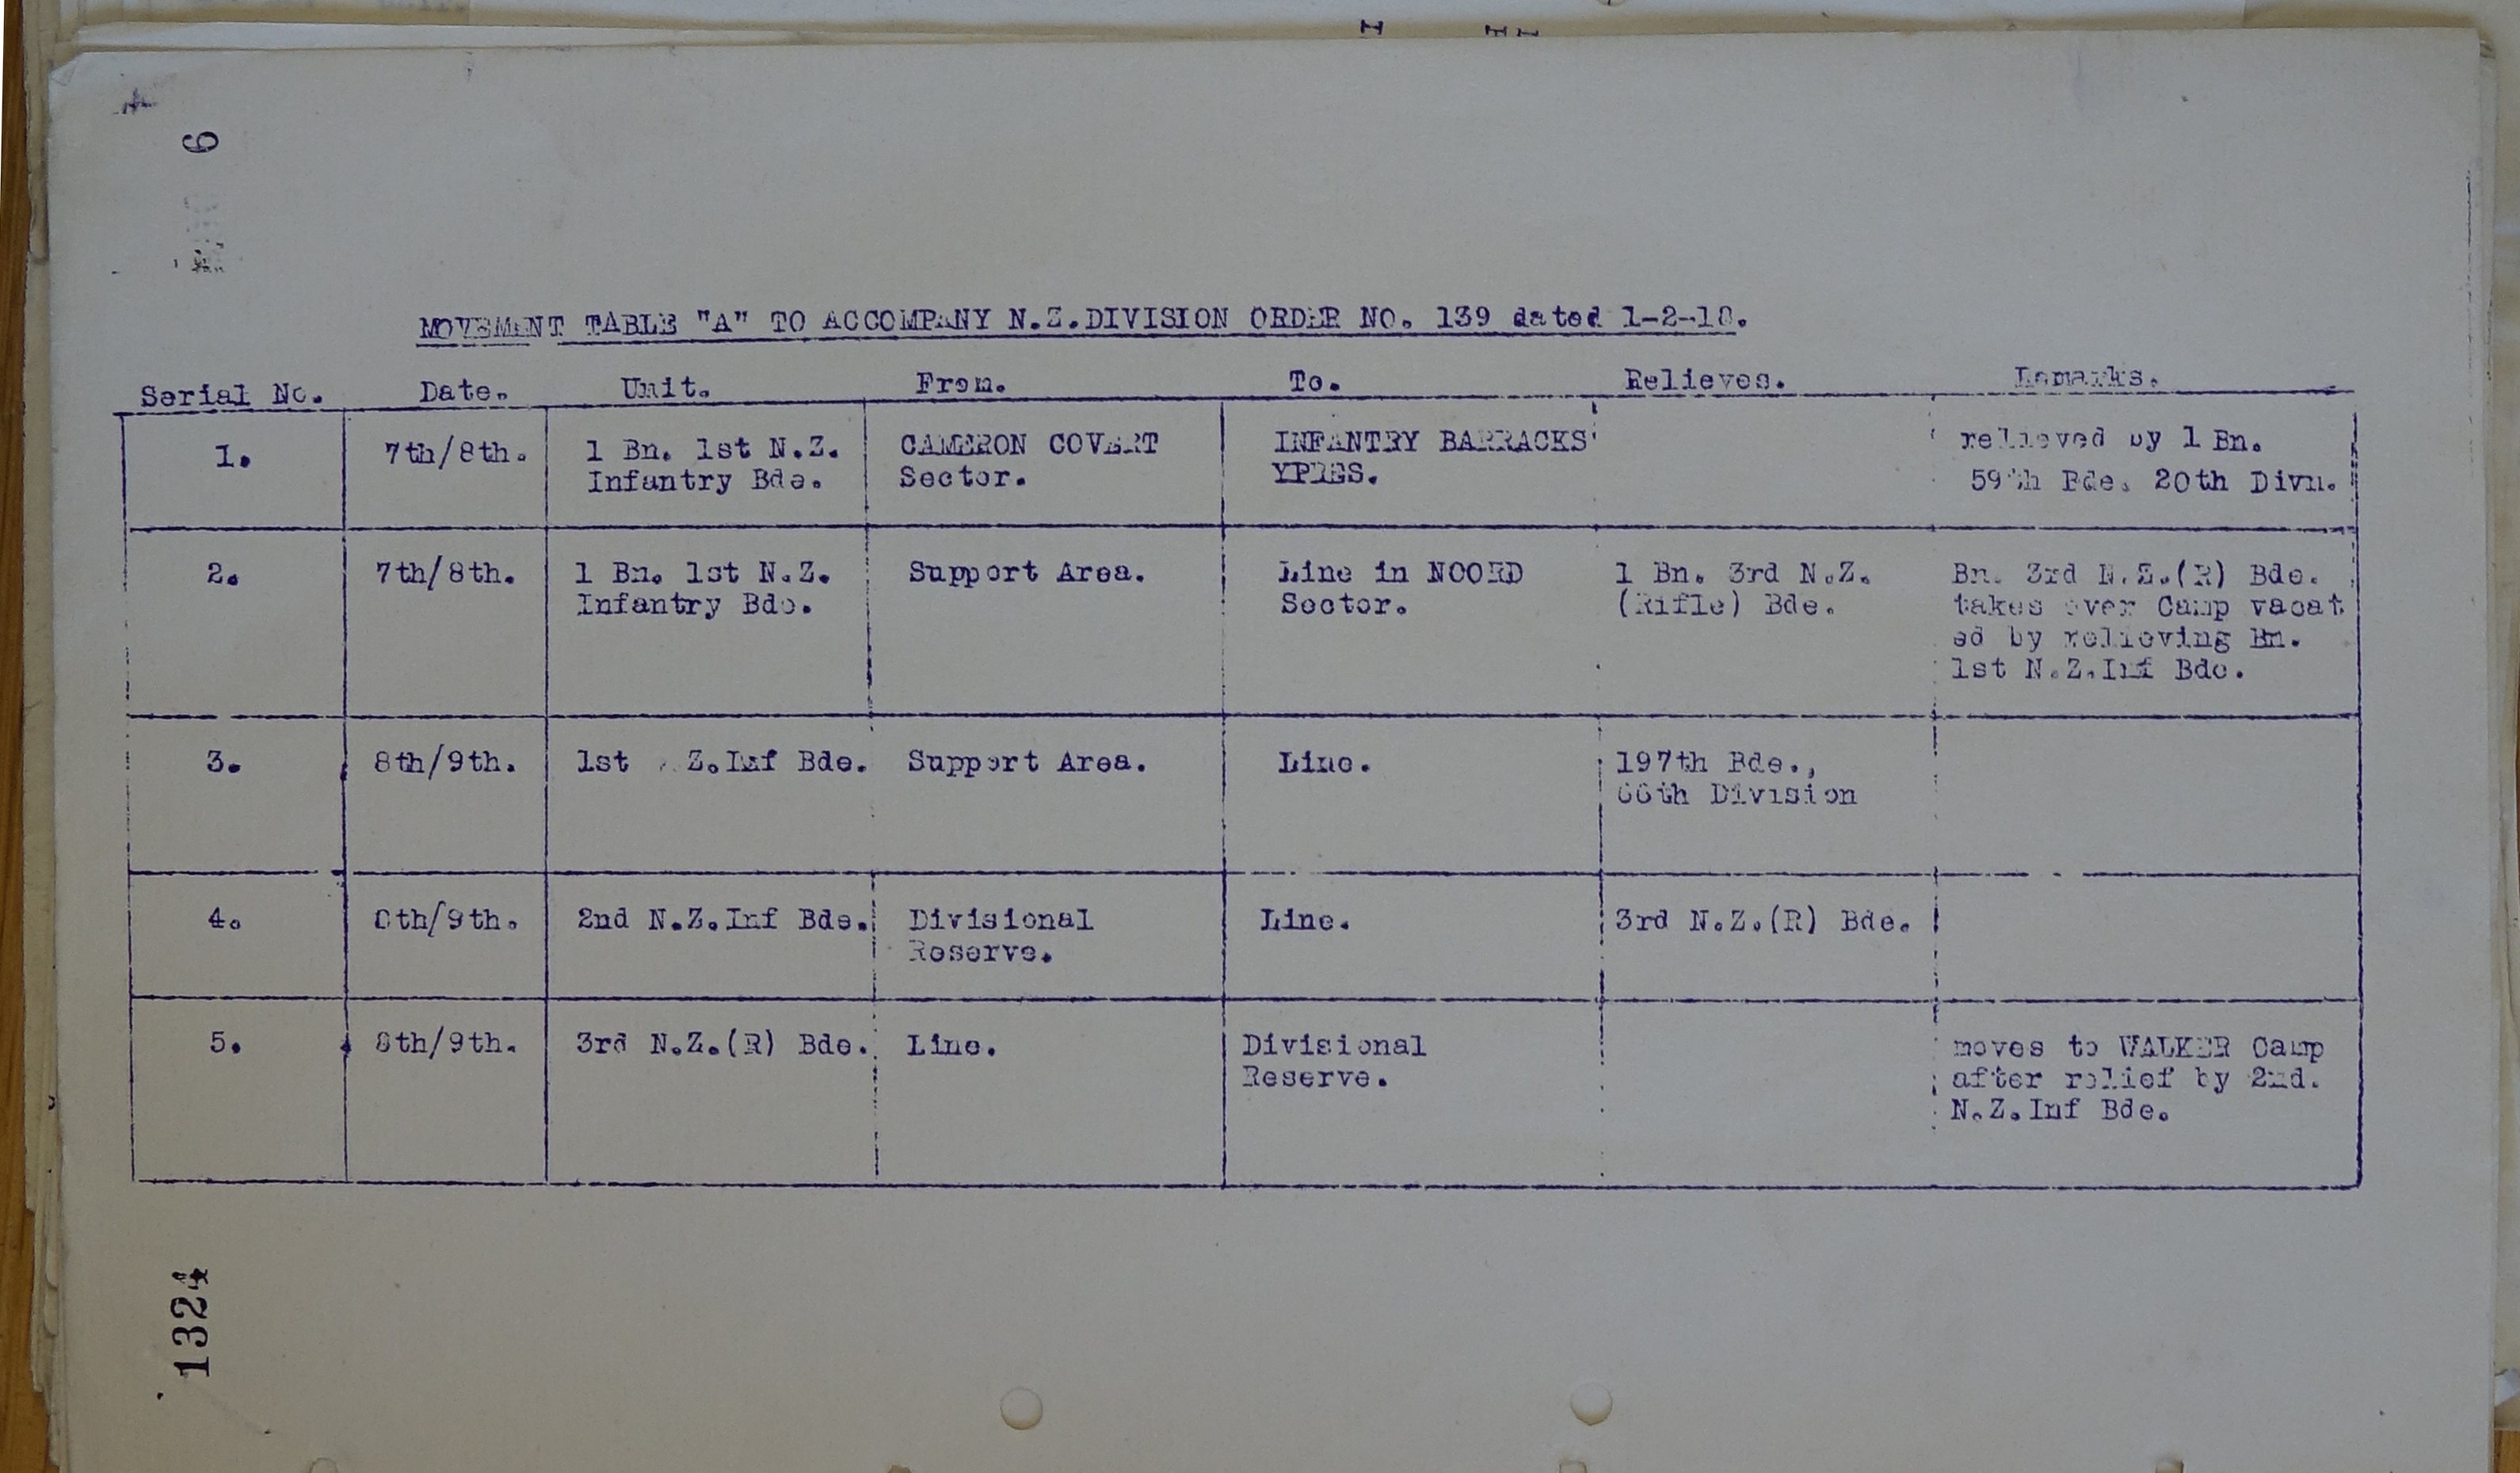 6
MOVEMENT TABLE "A" TO ACCOMPANY N.Z.DIVISION ORDER NO. 139 dated 1-2-18.
Serial No. Date. Unit. From. To. Relieves. Remarks.
1. 7th/8th. 1 Bn. 1st N.Z. CAMERON COVERT INFANTRY BARRACKS relieved by 1 Bn.
Infantry Bde. Sector. YPRES. 59th Bde. 20th Divn.
2. 7th/8th. 1 Bn. 1st N.Z. Support Area. Line in NOORD 1 Bn. 3rd N.Z. Bn. 3rd N.Z.(R) Bde.
Infantry Bde. Sector. (Rifle) Bde. takes over Camp vacat
ed by relieving Bn.
1st N.Z.Inf Bde.
3. 8th/9th. 1st Z.Inf Bde. Support Area. Line. 197th Bde.,
66th Division
4. 8th/9th. 2nd N.Z.Inf Bde. Divisional Line. 3rd N.Z.(R) Bde.
Reserve.
5. 8th/9th. 3rd N.Z.(R) Bde. Line. Divisional moves to WALKER Camp
Reserve. after relief by 2nd.
N.Z.Inf Bde.
1324